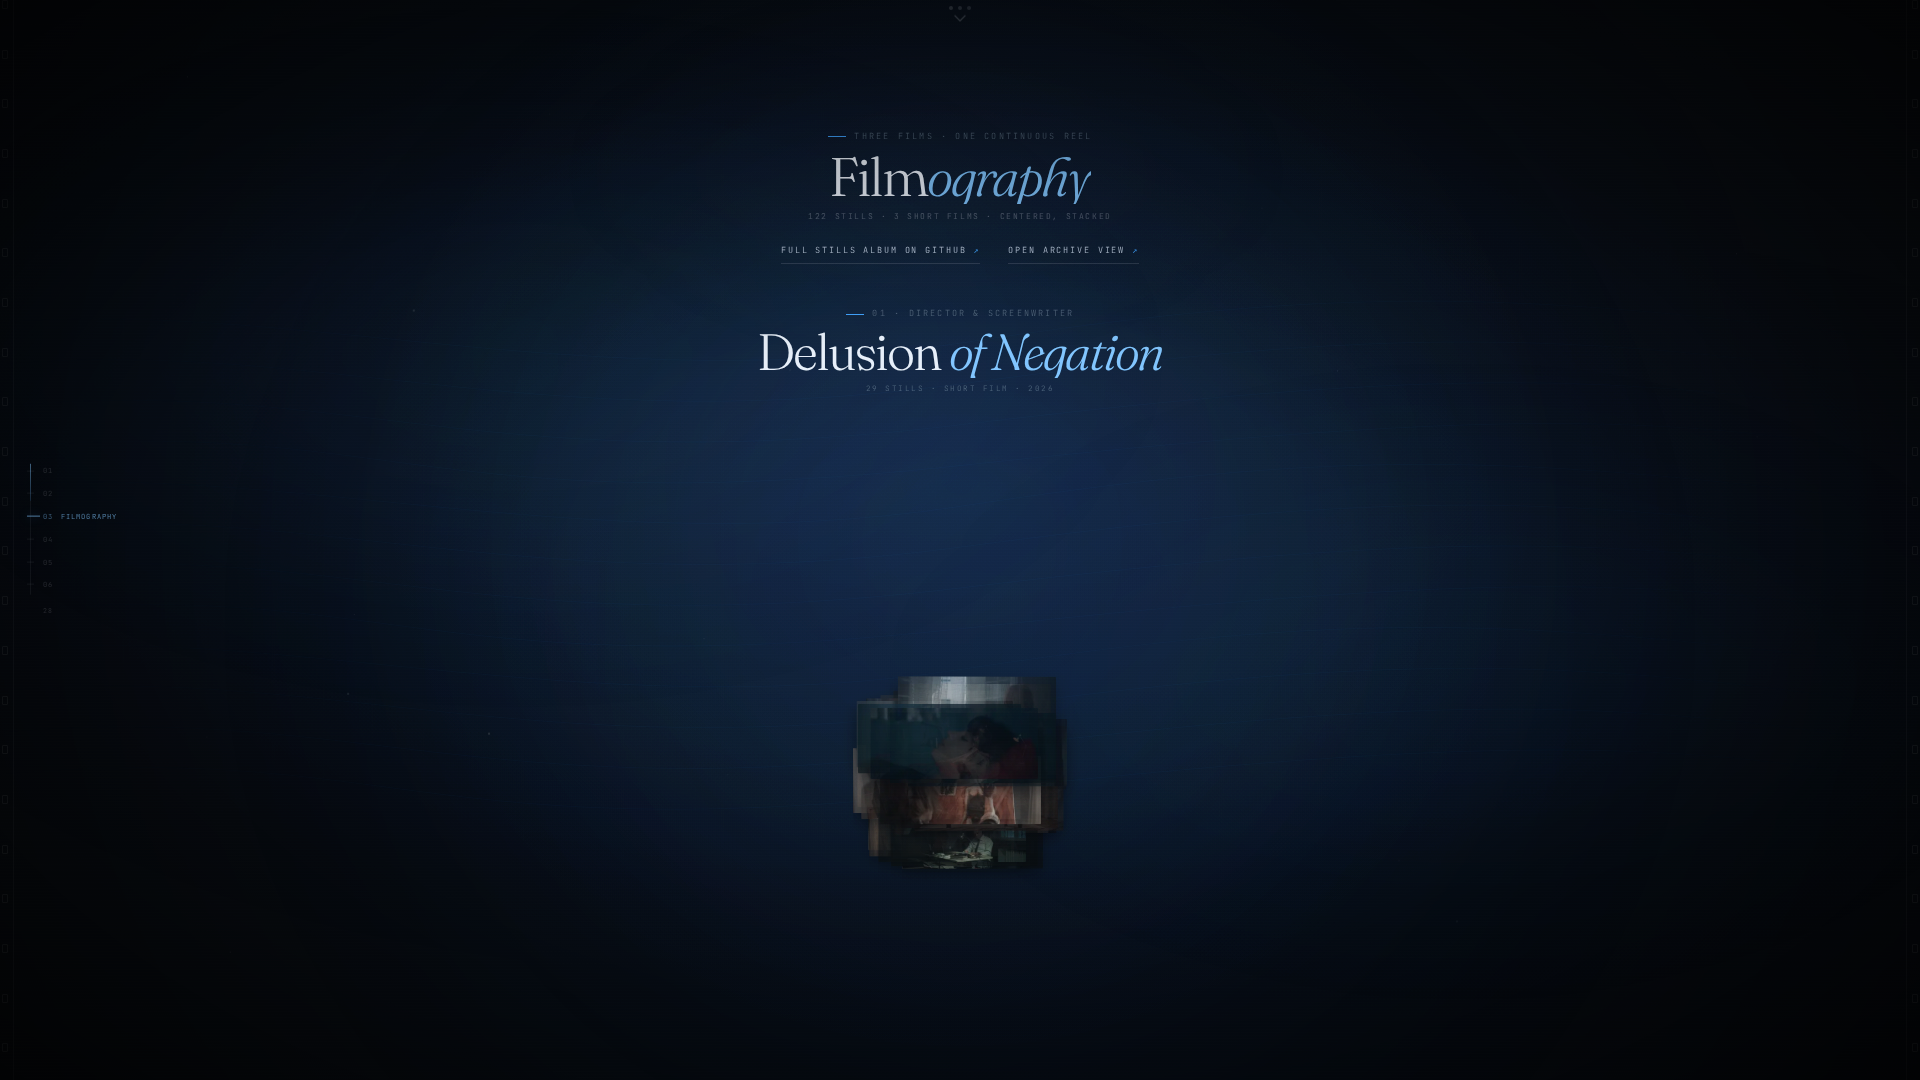 THREE FILMS · ONE CONTINUOUS REEL
Filmography
122 STILLS · 3 SHORT FILMS · CENTERED, STACKED
FULL STILLS ALBUM ON GITHUB ↗
OPEN ARCHIVE VIEW ↗
01 · DIRECTOR & SCREENWRITER
Delusion of Negation
29 STILLS · SHORT FILM · 2026
01
02
03 FILMOGRAPHY
04
05
06